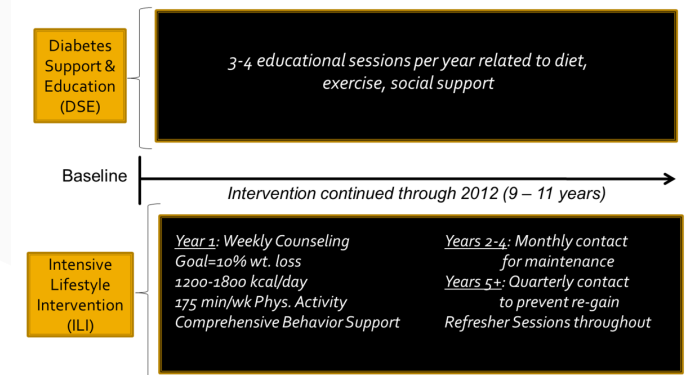 Diabetes
Support &
Education
(DSE)
3-4 educational sessions per year related to diet,
exercise, social support
Baseline
Intervention continued through 2012 (9 – 11 years)
Intensive
Lifestyle
Intervention
(ILI)
Year 1: Weekly Counseling
Goal=10% wt. loss
1200-1800 kcal/day
175 min/wk Phys. Activity
Comprehensive Behavior Support
Years 2-4: Monthly contact
for maintenance
Years 5+: Quarterly contact
to prevent re-gain
Refresher Sessions throughout